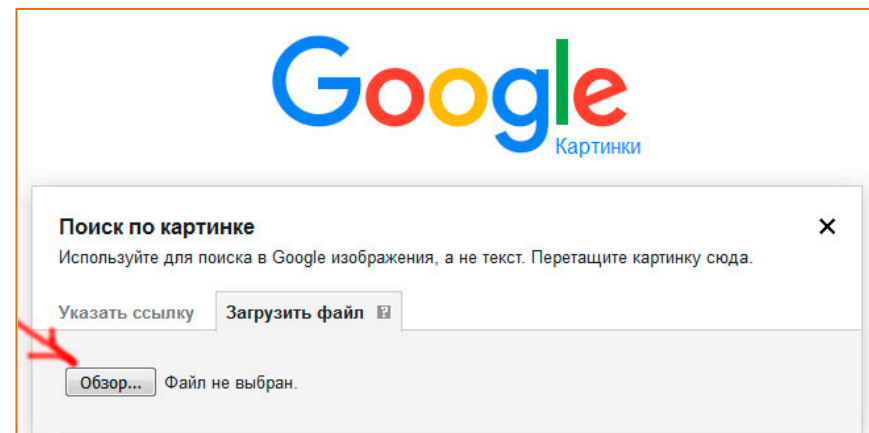 Google
Картинки
Поиск по картинке
Используйте для поиска в Google изображения, а не текст. Перетащите картинку сюда.
Указать ссылку Загрузить файл ?
Обзор... Файл не выбран.